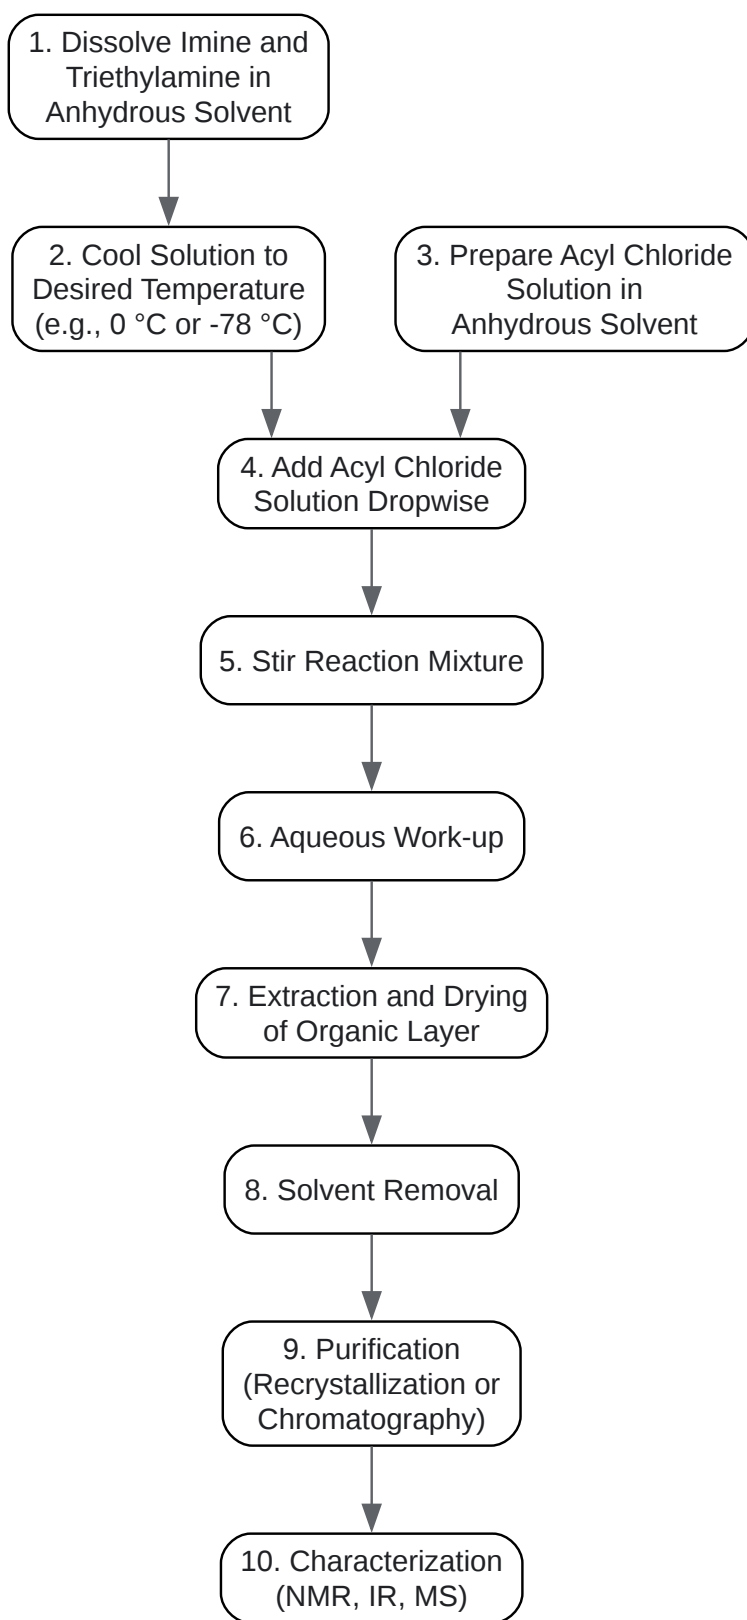 1. Dissolve Imine and
Triethylamine in
Anhydrous Solvent
2. Cool Solution to
Desired Temperature
(e.g., 0 °C or -78 °C)
3. Prepare Acyl Chloride
Solution in
Anhydrous Solvent
4. Add Acyl Chloride
Solution Dropwise
5. Stir Reaction Mixture
6. Aqueous Work-up
7. Extraction and Drying
of Organic Layer
8. Solvent Removal
9. Purification
(Recrystallization or
Chromatography)
10. Characterization
(NMR, IR, MS)